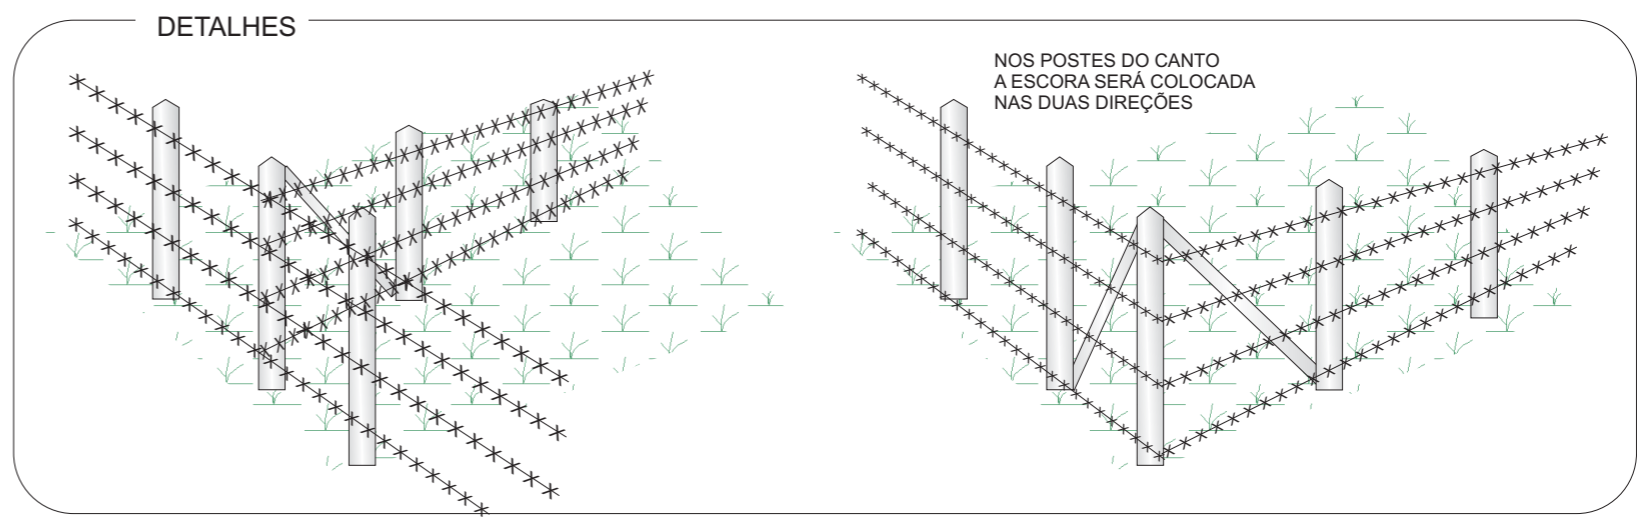 DETALHES
NOS POSTES DO CANTO
A ESCORA SERÁ COLOCADA
NAS DUAS DIREÇÕES